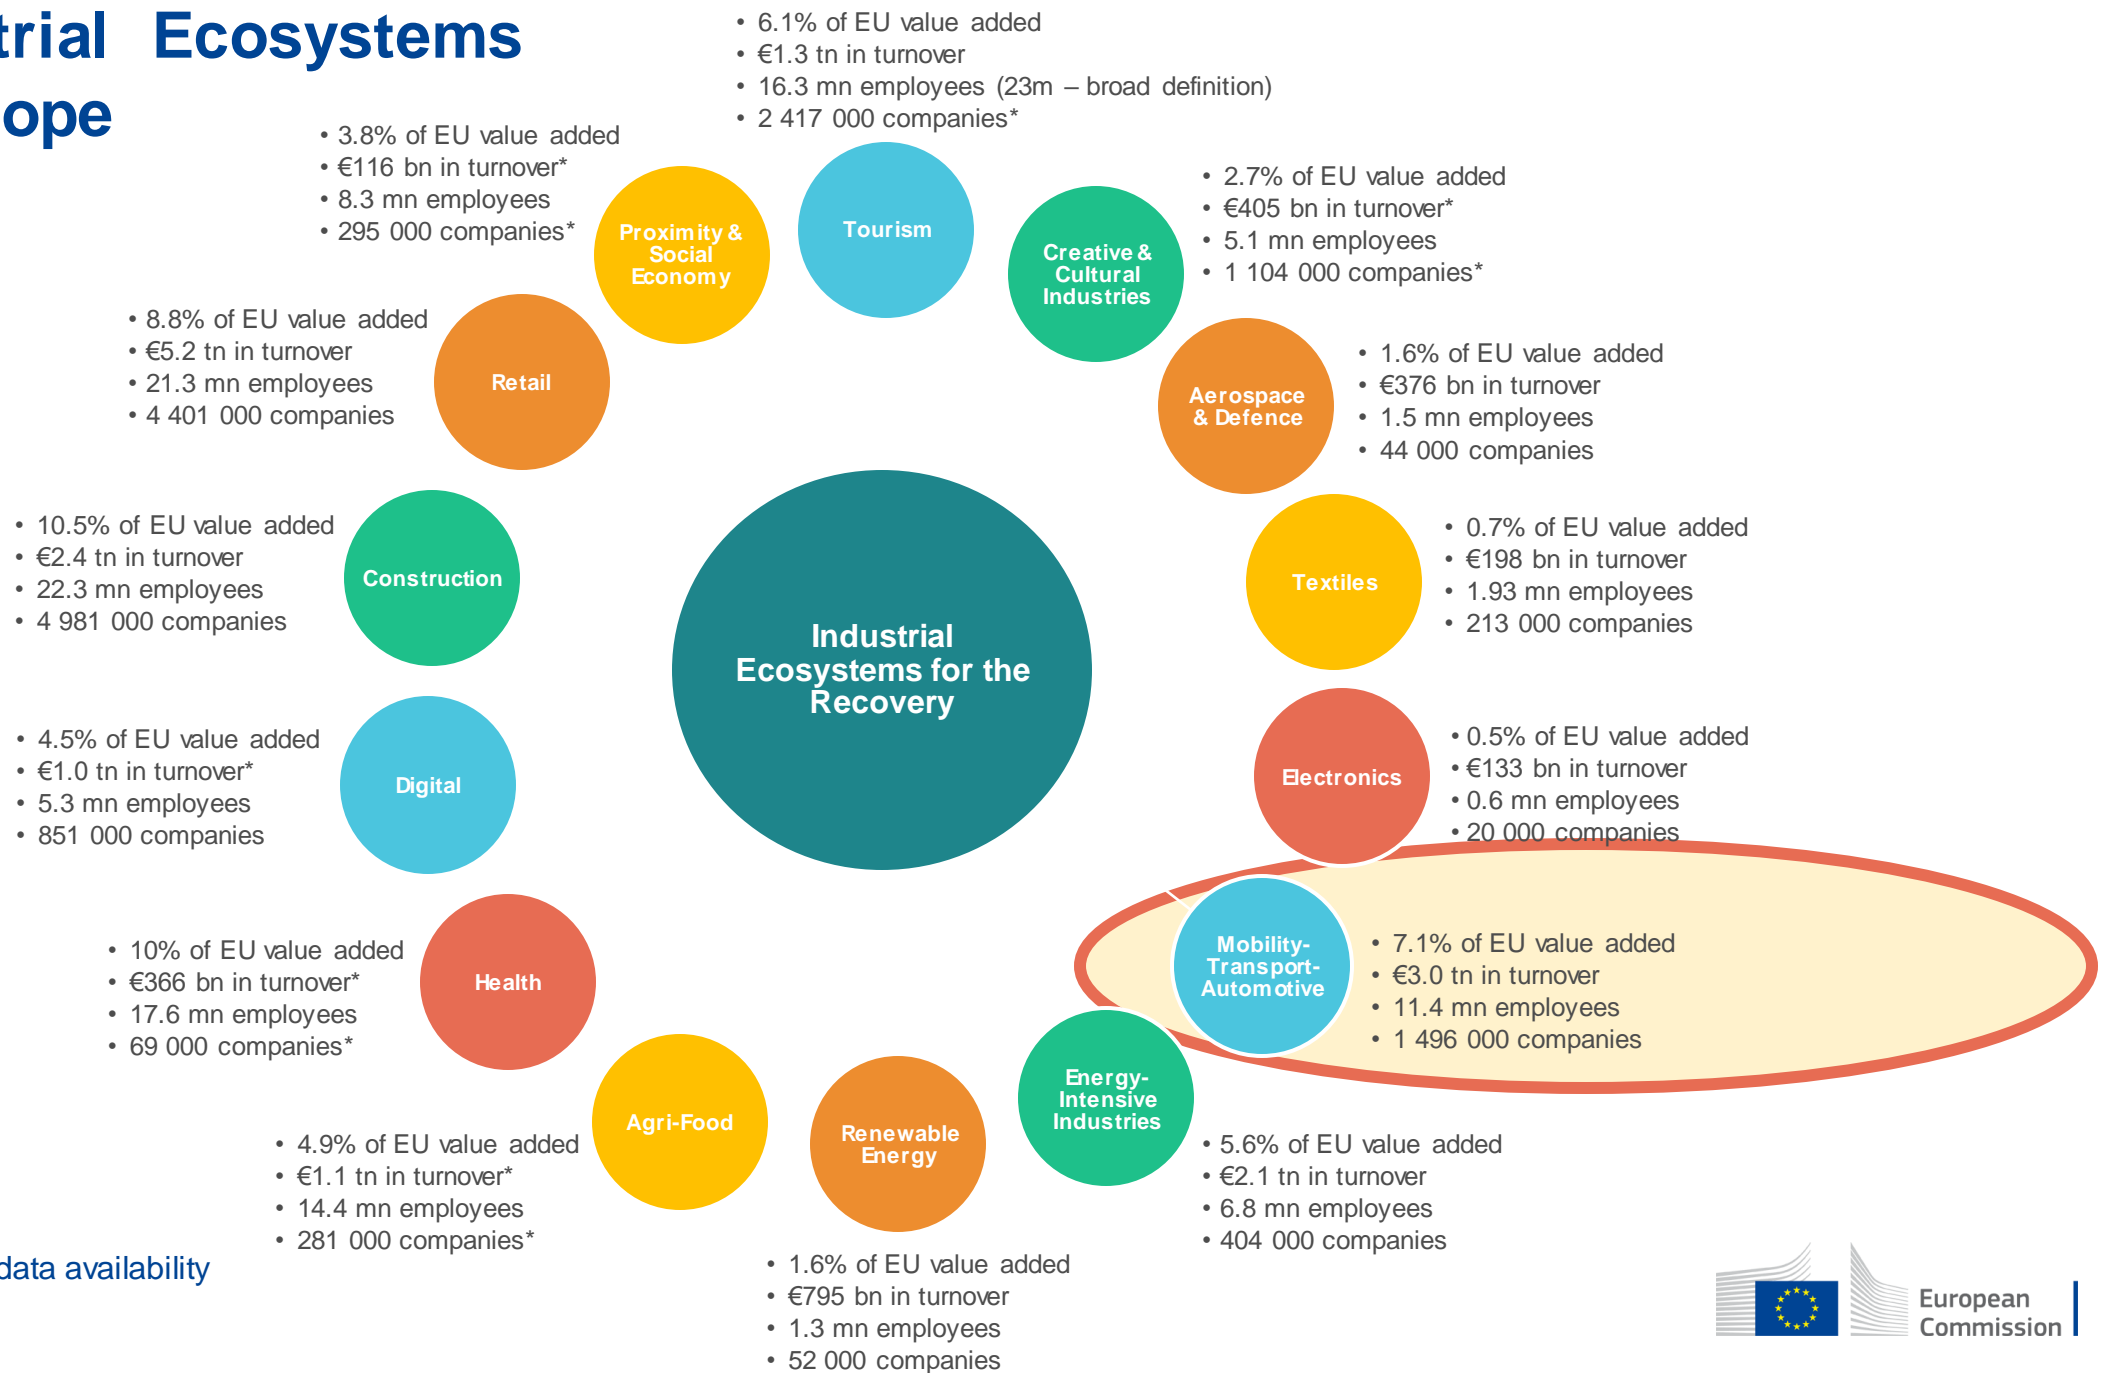 Ecosystems
• 6.1% of EU value added
• €1.3 tn in turnover
• 16.3 mn employees (23m – broad definition)
• 2 417 000 companies*
• 3.8% of EU value added
• €116 bn in turnover*
• 8.3 mn employees
• 295 000 companies*
Proximity &
Social
Economy
Tourism
Creative &
Cultural
Industries
• 2.7% of EU value added
• €405 bn in turnover*
• 5.1 mn employees
• 1 104 000 companies*
• 8.8% of EU value added
• €5.2 tn in turnover
• 21.3 mn employees
• 4 401 000 companies
Retail
Aerospace
& Defence
• 1.6% of EU value added
• €376 bn in turnover
• 1.5 mn employees
• 44 000 companies
• 10.5% of EU value added
• €2.4 tn in turnover
• 22.3 mn employees
• 4 981 000 companies
Construction
Industrial
Ecosystems for the
Recovery
Textiles
• 0.7% of EU value added
• €198 bn in turnover
• 1.93 mn employees
• 213 000 companies
• 4.5% of EU value added
• €1.0 tn in turnover*
• 5.3 mn employees
• 851 000 companies
Digital
Electronics
• 0.5% of EU value added
• €133 bn in turnover
• 0.6 mn employees
• 20 000 companies
• 10% of EU value added
• €366 bn in turnover*
• 17.6 mn employees
• 69 000 companies*
Health
Mobility-
Transport-
Automotive
• 7.1% of EU value added
• €3.0 tn in turnover
• 11.4 mn employees
• 1 496 000 companies
• 4.9% of EU value added
• €1.1 tn in turnover*
• 14.4 mn employees
• 281 000 companies*
Agri-Food
Renewable
Energy
Energy-
Intensive
Industries
• 5.6% of EU value added
• €2.1 tn in turnover
• 6.8 mn employees
• 404 000 companies
• 1.6% of EU value added
• €795 bn in turnover
• 1.3 mn employees
• 52 000 companies
data availability
European
Commission